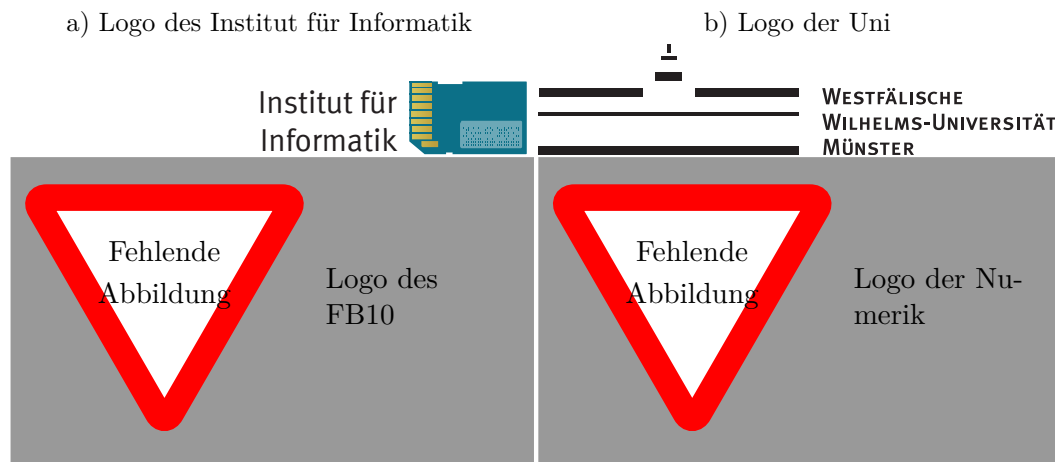 a) Logo des Institut für Informatik
b) Logo der Uni
Institut für
Informatik
WESTFÄLISCHE
WILHELMS-UNIVERSITÄT
MÜNSTER
Fehlende
Abbildung
Logo des
FB10
Fehlende
Abbildung
Logo der Nu-
merik